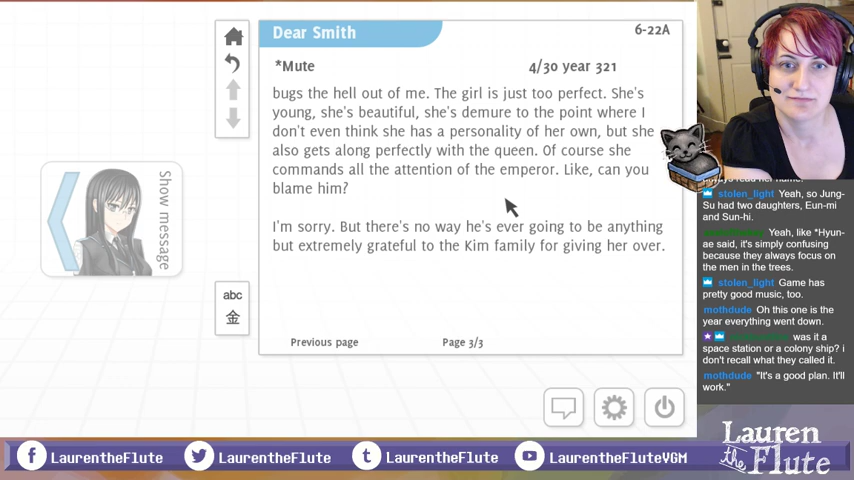 Dear Smith
6-22A
*Mute
4/30 year 321
bugs the hell out of me. The girl is just too perfect. She's
young, she's beautiful, she's demure to the point where I
don't even think she has a personality of her own, but she
also gets along perfectly with the queen. Of course she
commands all the attention of the emperor. Like, can you
blame him?
I'm sorry. But there's no way he's ever going to be anything
but extremely grateful to the Kim family for giving her over.
Previous page
Page 3/3
Show message
abc
金
stolen_light Yeah, so Jung-
Su had two daughters, Eun-mi
and Sun-hi.
Yeah, like *Hyun-
ae said, it's simply confusing
because they always focus on
the men in the trees.
stolen_light Game has
pretty good music, too.
mothdude Oh this one is the
year everything went down.
was it a
space station or a colony ship? i
don't recall what they called it.
mothdude "It's a good plan. It'll
work."
LaurentheFlute
LaurentheFlute
LaurentheFlute
LaurentheFluteVGM
Lauren
the Flute